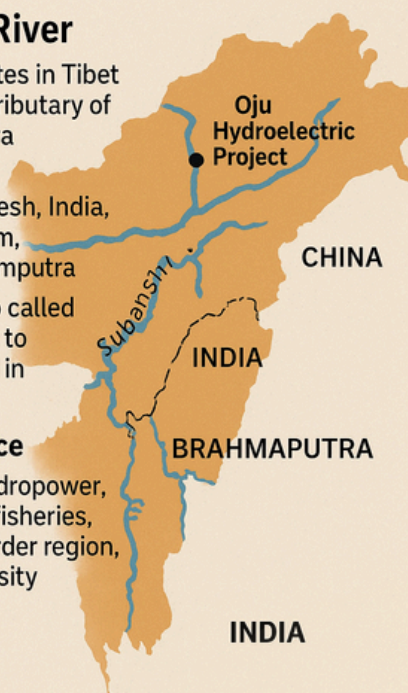 River
tes in Tibet
ributary of
a
esh, India,
m,
mputra
o called
to
in
ce
dropower,
fisheries,
rder region,
sity
Oju
Hydroelectric
Project
CHINA
Subansiri
INDIA
BRAHMAPUTRA
INDIA